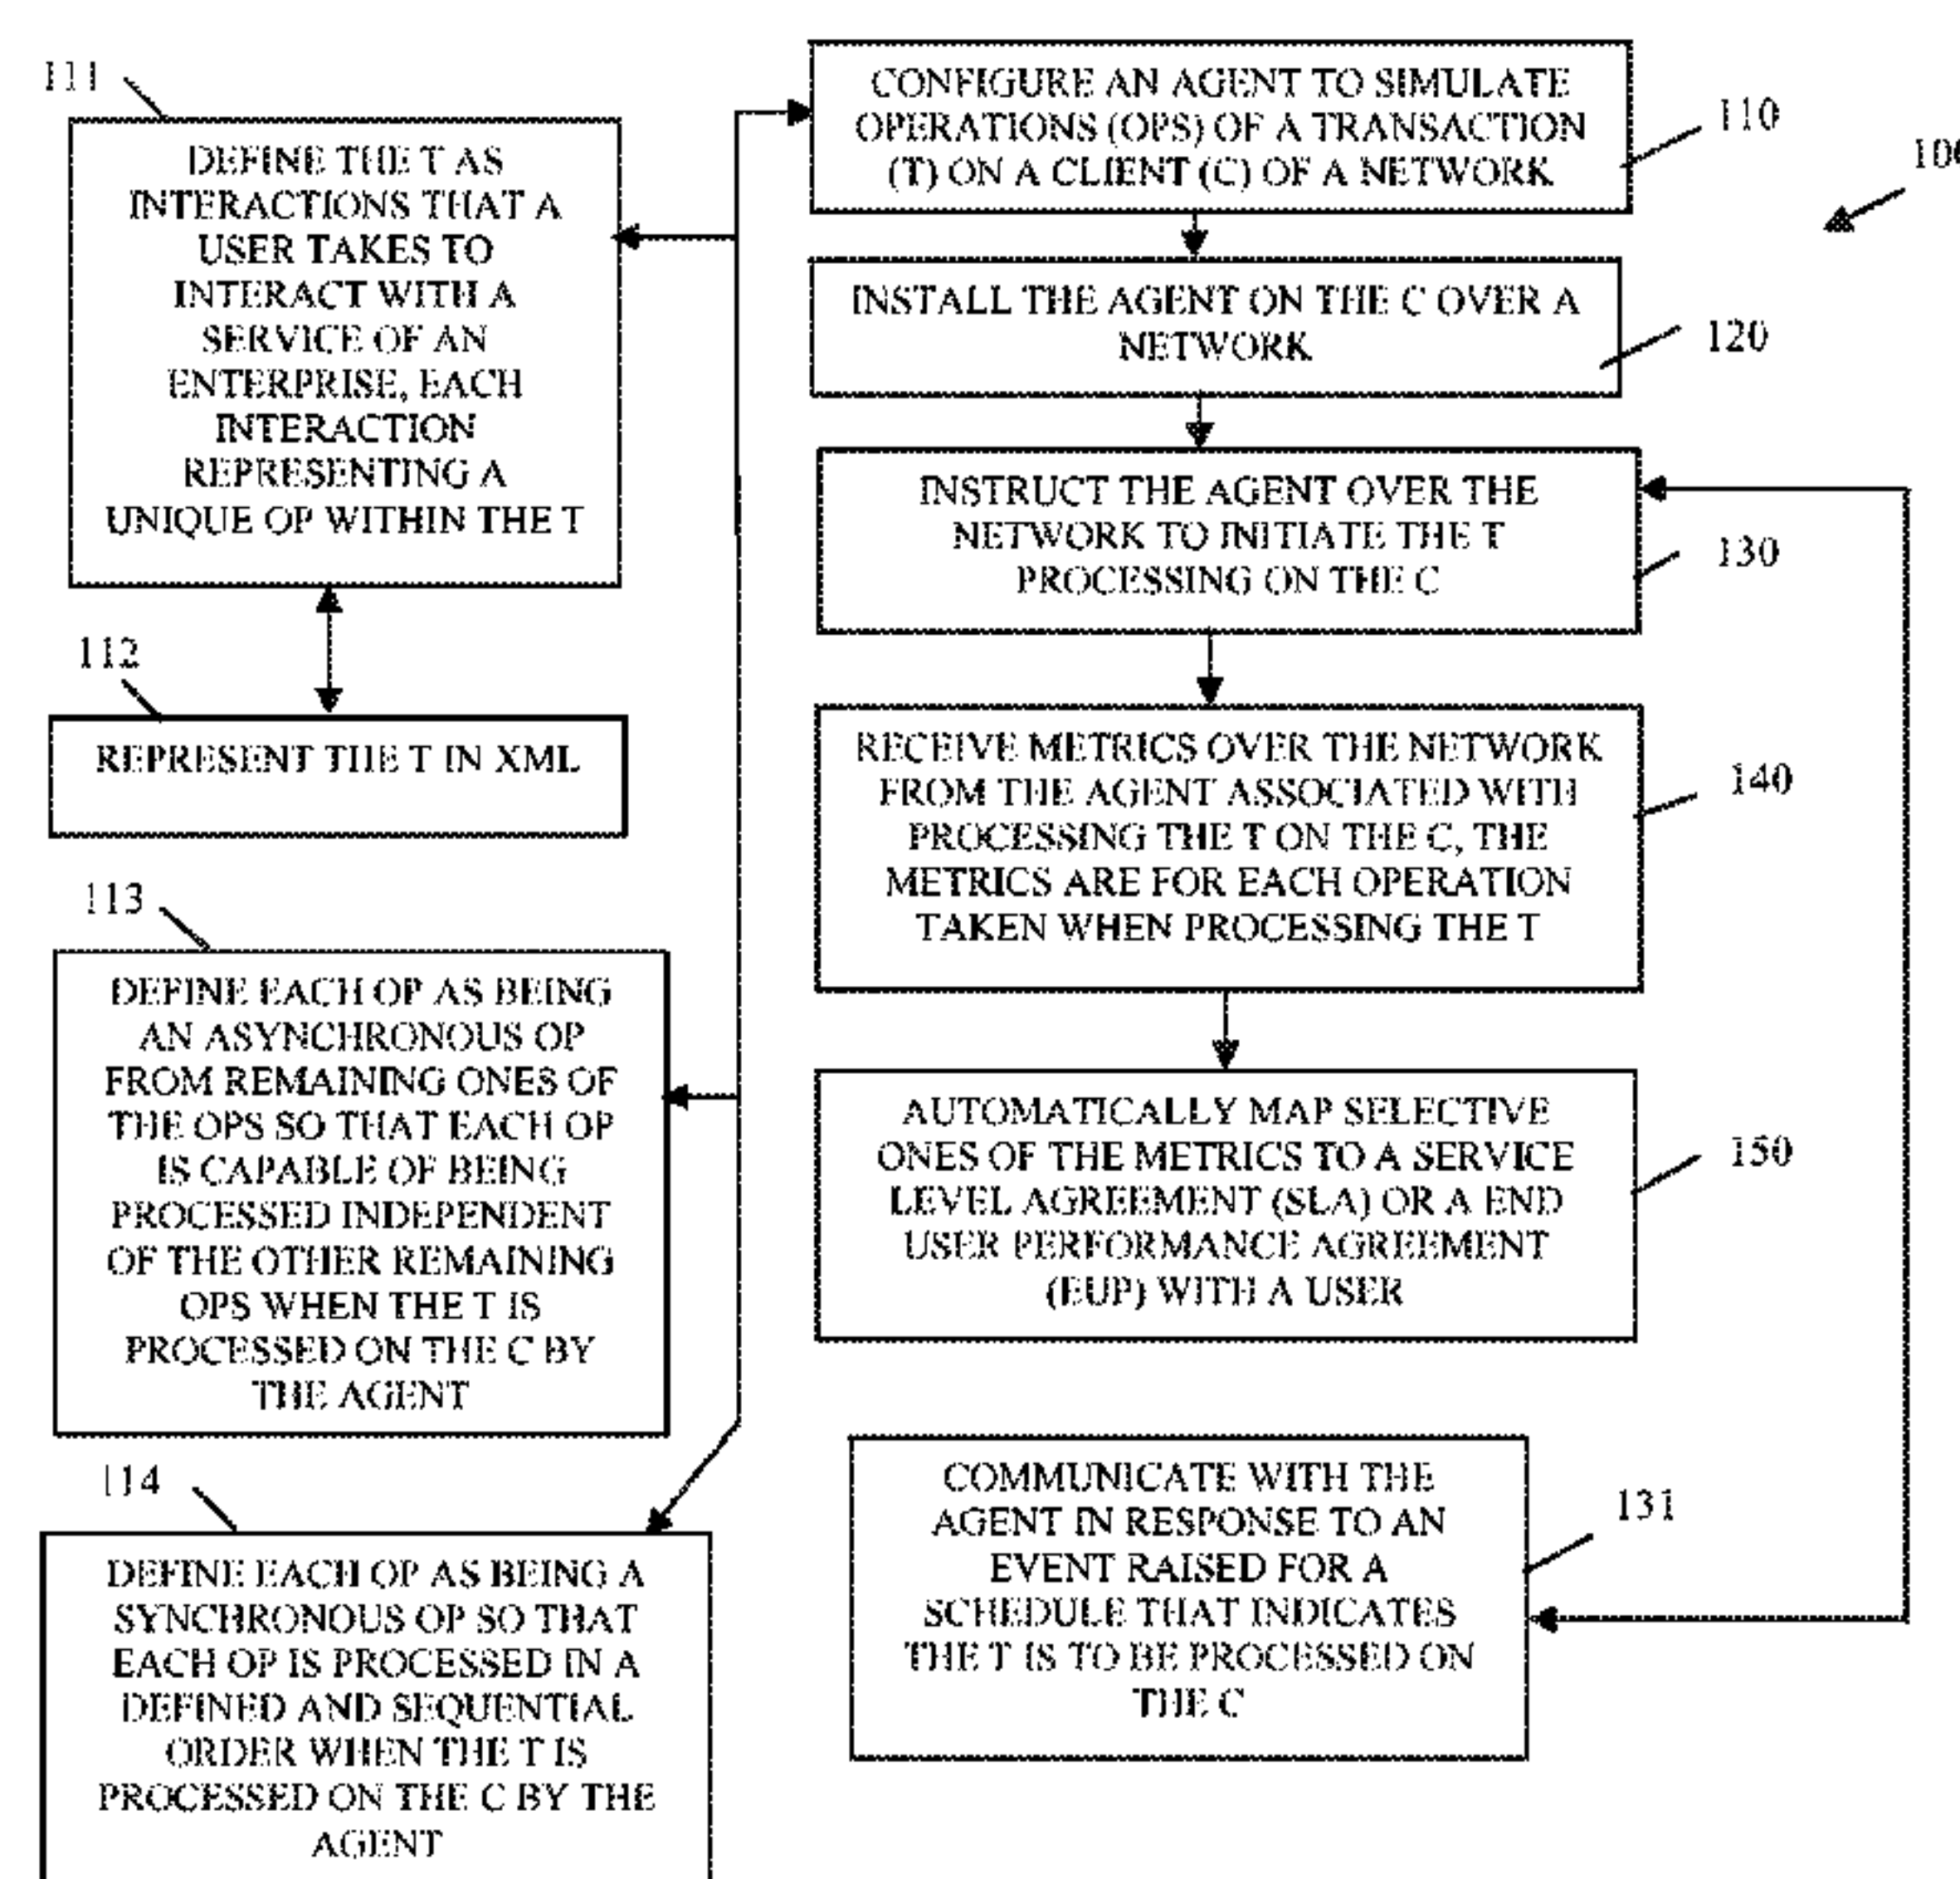 111
DEFINE THE T AS
INTERACTIONS THAT A
USER TAKES TO
INTERACT WITH A
SERVICE OF AN
ENTERPRISE, EACH
INTERACTION
REPRESENTING A
UNIQUE OP WITHIN THE T
112
REPRESENT THE T IN XML
113
DEFINE EACH OP AS BEING
AN ASYNCHRONOUS OP
FROM REMAINING ONES OF
THE OPS SO THAT EACH OP
IS CAPABLE OF BEING
PROCESSED INDEPENDENT
OF THE OTHER REMAINING
OPS WHEN THE T IS
PROCESSED ON THE C BY
THE AGENT
114
DEFINE EACH OP AS BEING A
SYNCHRONOUS OP SO THAT
EACH OP IS PROCESSED IN A
DEFINED AND SEQUENTIAL
ORDER WHEN THE T IS
PROCESSED ON THE C BY THE
AGENT
CONFIGURE AN AGENT TO SIMULATE
OPERATIONS (OPS) OF A TRANSACTION
(T) ON A CLIENT (C) OF A NETWORK
110
INSTALL THE AGENT ON THE C OVER A
NETWORK
120
INSTRUCT THE AGENT OVER THE
NETWORK TO INITIATE THE T
PROCESSING ON THE C
130
RECEIVE METRICS OVER THE NETWORK
FROM THE AGENT ASSOCIATED WITH
PROCESSING THE T ON THE C, THE
METRICS ARE FOR EACH OPERATION
TAKEN WHEN PROCESSING THE T
140
AUTOMATICALLY MAP SELECTIVE
ONES OF THE METRICS TO A SERVICE
LEVEL AGREEMENT (SLA) OR A END
USER PERFORMANCE AGREEMENT
(EUP) WITH A USER
150
COMMUNICATE WITH THE
AGENT IN RESPONSE TO AN
EVENT RAISED FOR A
SCHEDULE THAT INDICATES
THE T IS TO BE PROCESSED ON
THE C
131